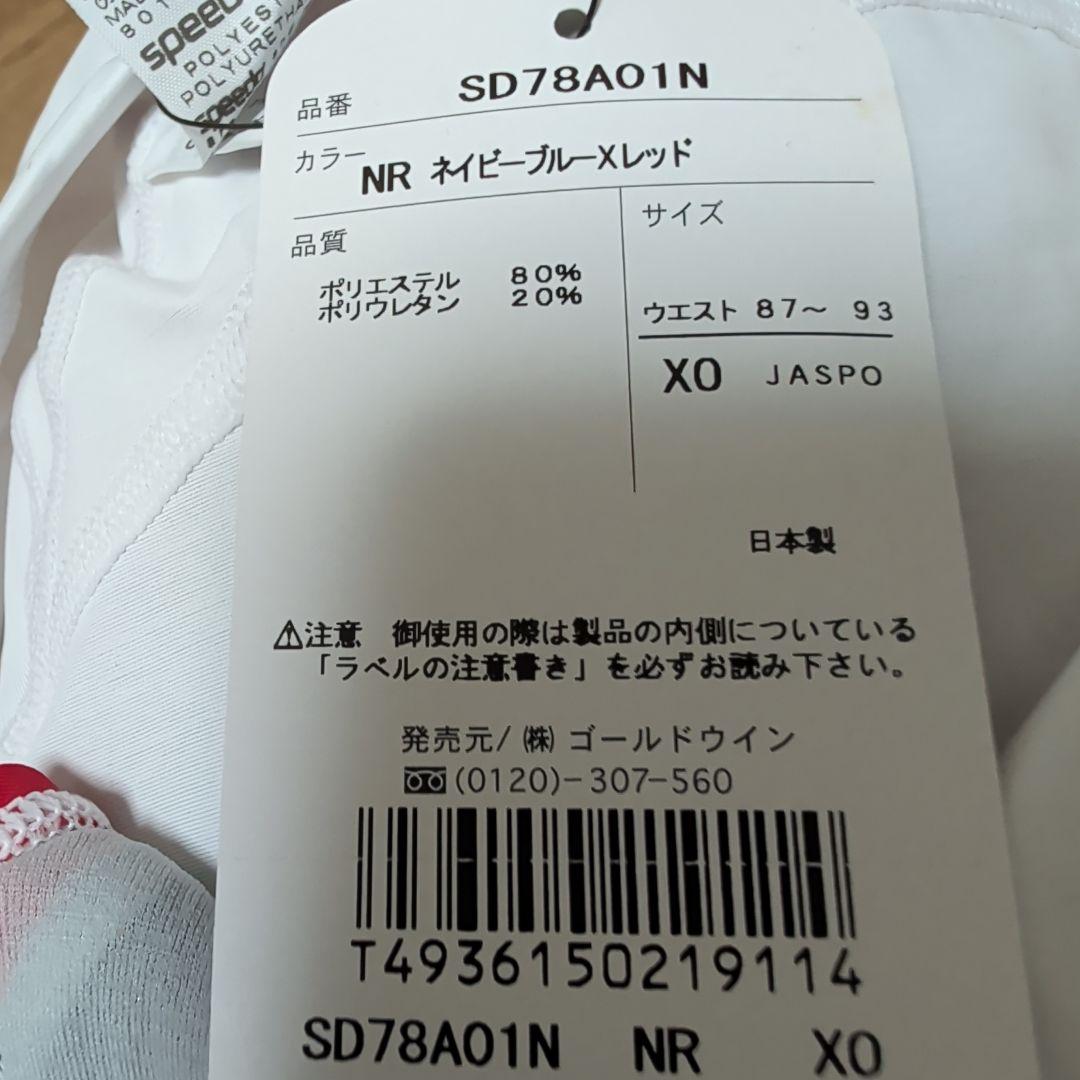 801
speedo
POLYES
POLYURETHA
speedo
品番 SD78A01N
カラー NR ネイビーブルーXレッド
品質
ポリエステル 80%
ポリウレタン 20%
サイズ
ウエスト 87～ 93
XO JASPO
日本製
⚠注意 御使用の際は製品の内側についている
「ラベルの注意書き」を必ずお読み下さい。
発売元/ ㈱ ゴールドウイン
(0120)-307-560
T4936150219114
SD78A01N NR XO